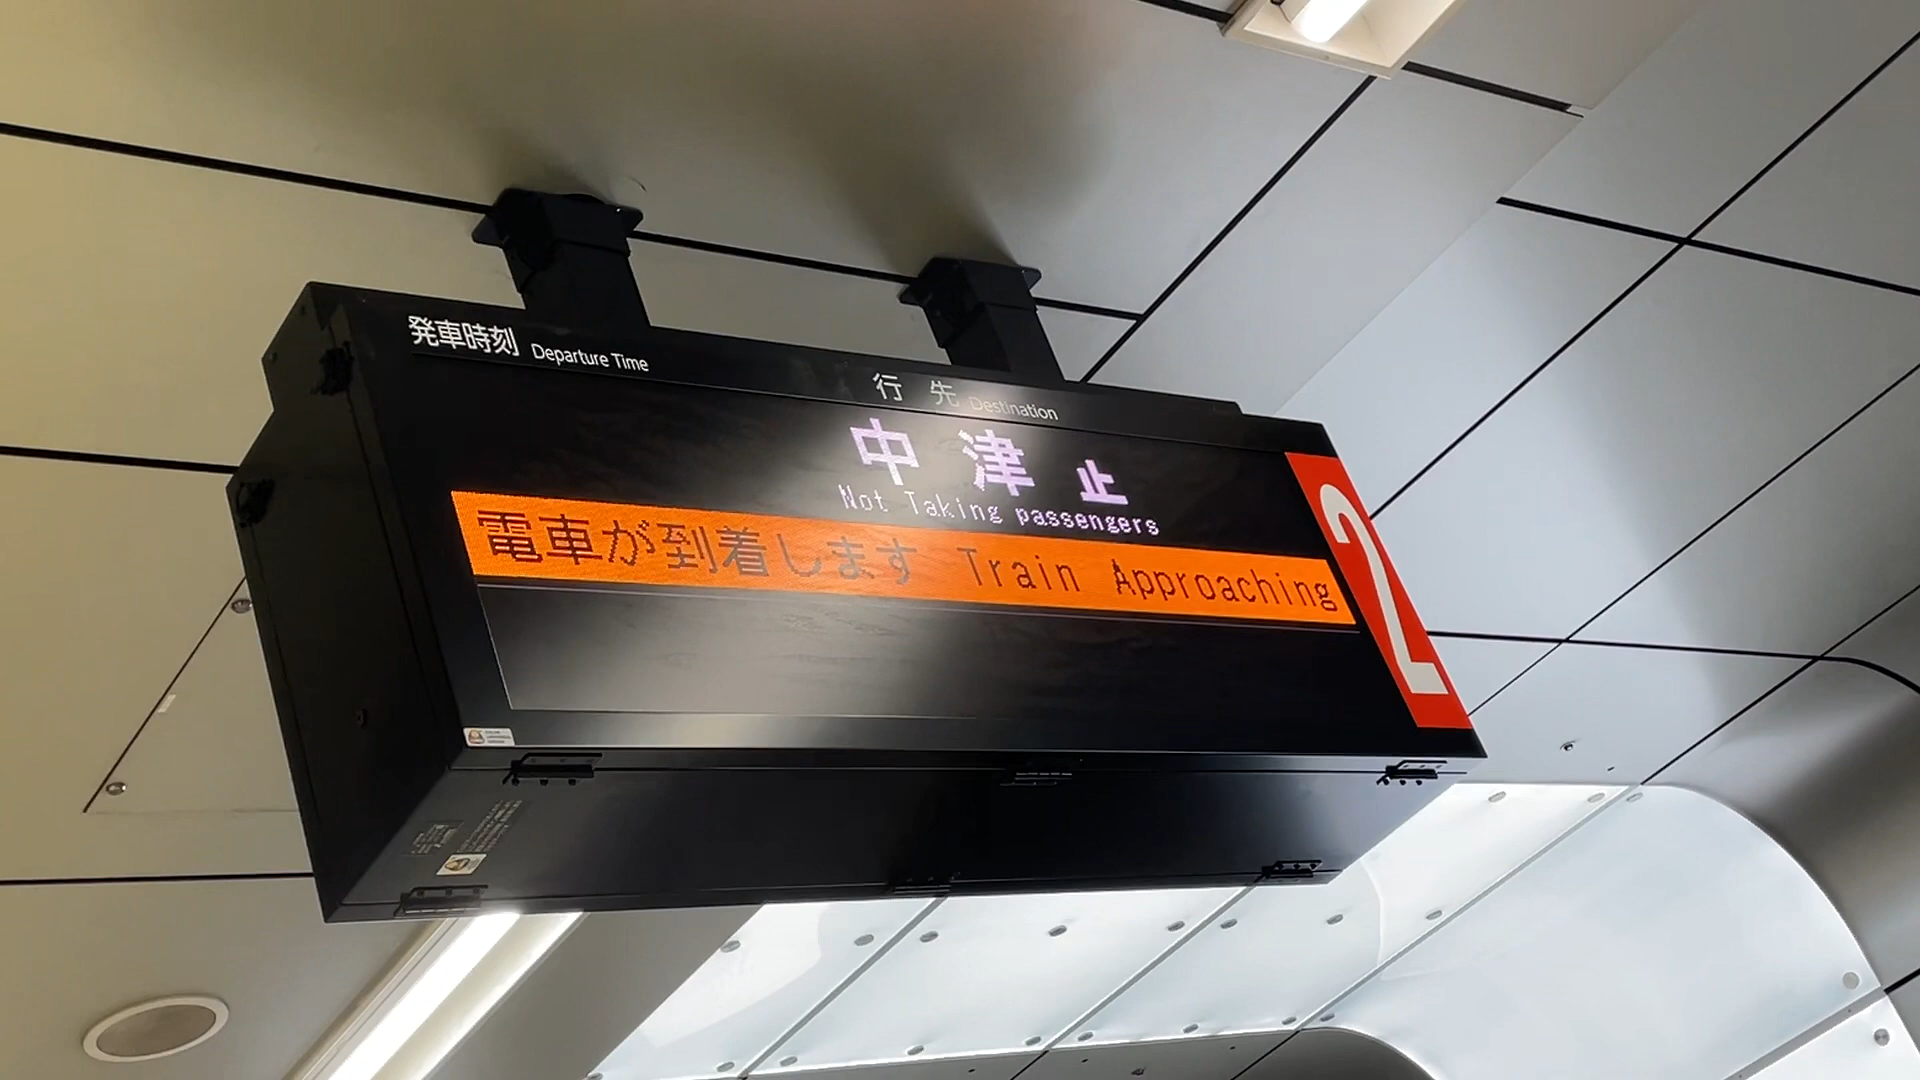 発車時刻 Departure Time
行先 Destination
中津止
Not Taking passengers
電車が到着します Train Approaching
2